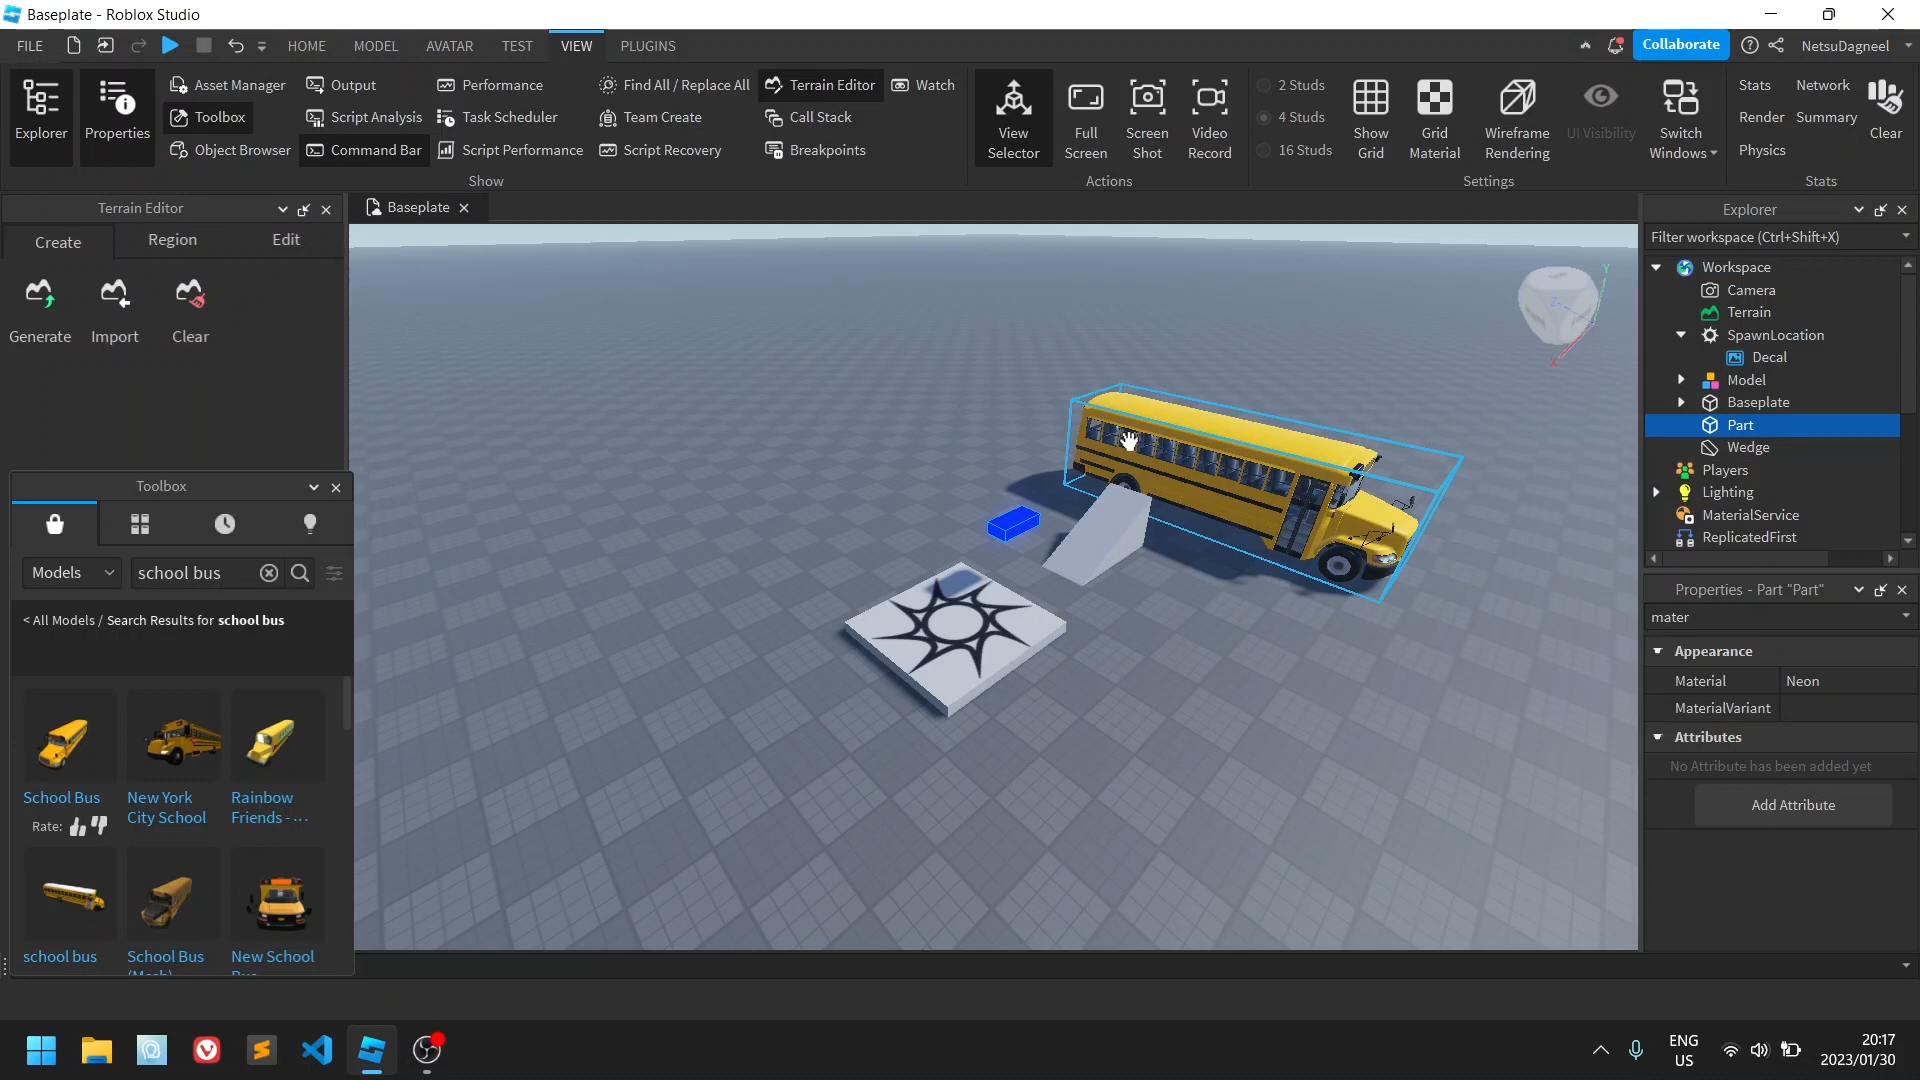 Baseplate - Roblox Studio
FILE HOME MODEL AVATAR TEST VIEW PLUGINS Collaborate NetsuDagneel
Explorer
Properties
Asset Manager
Toolbox
Object Browser
Output
Script Analysis
Command Bar
Performance
Task Scheduler
Script Performance
Find All / Replace All
Team Create
Script Recovery
Terrain Editor
Call Stack
Breakpoints
Watch
Show
View
Selector
Full
Screen
Screen
Shot
Video
Record
Actions
2 Studs
4 Studs
16 Studs
Show
Grid
Grid
Material
Wireframe
Rendering
UI Visibility
Switch
Windows
Settings
Stats
Network
Render
Summary
Physics
Clear
Stats
Terrain Editor
Create Region Edit
Generate Import Clear
Baseplate
Y
Z
X
Toolbox
Models
school bus
< All Models / Search Results for school bus
School Bus
Rate:
New York
City School
Rainbow
Friends - ...
school bus
School Bus
(Mesh)
New School
Bus
Explorer
Filter workspace (Ctrl+Shift+X)
Workspace
Camera
Terrain
SpawnLocation
Decal
Model
Baseplate
Part
Wedge
Players
Lighting
MaterialService
ReplicatedFirst
Properties - Part "Part"
mater
Appearance
Material Neon
MaterialVariant
Attributes
No Attribute has been added yet
Add Attribute
ENG
US
20:17
2023/01/30